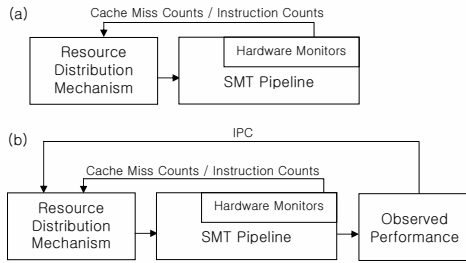 (a)
Cache Miss Counts / Instruction Counts
Resource
Distribution
Mechanism
Hardware Monitors
SMT Pipeline
(b)
IPC
Cache Miss Counts / Instruction Counts
Resource
Distribution
Mechanism
Hardware Monitors
SMT Pipeline
Observed
Performance